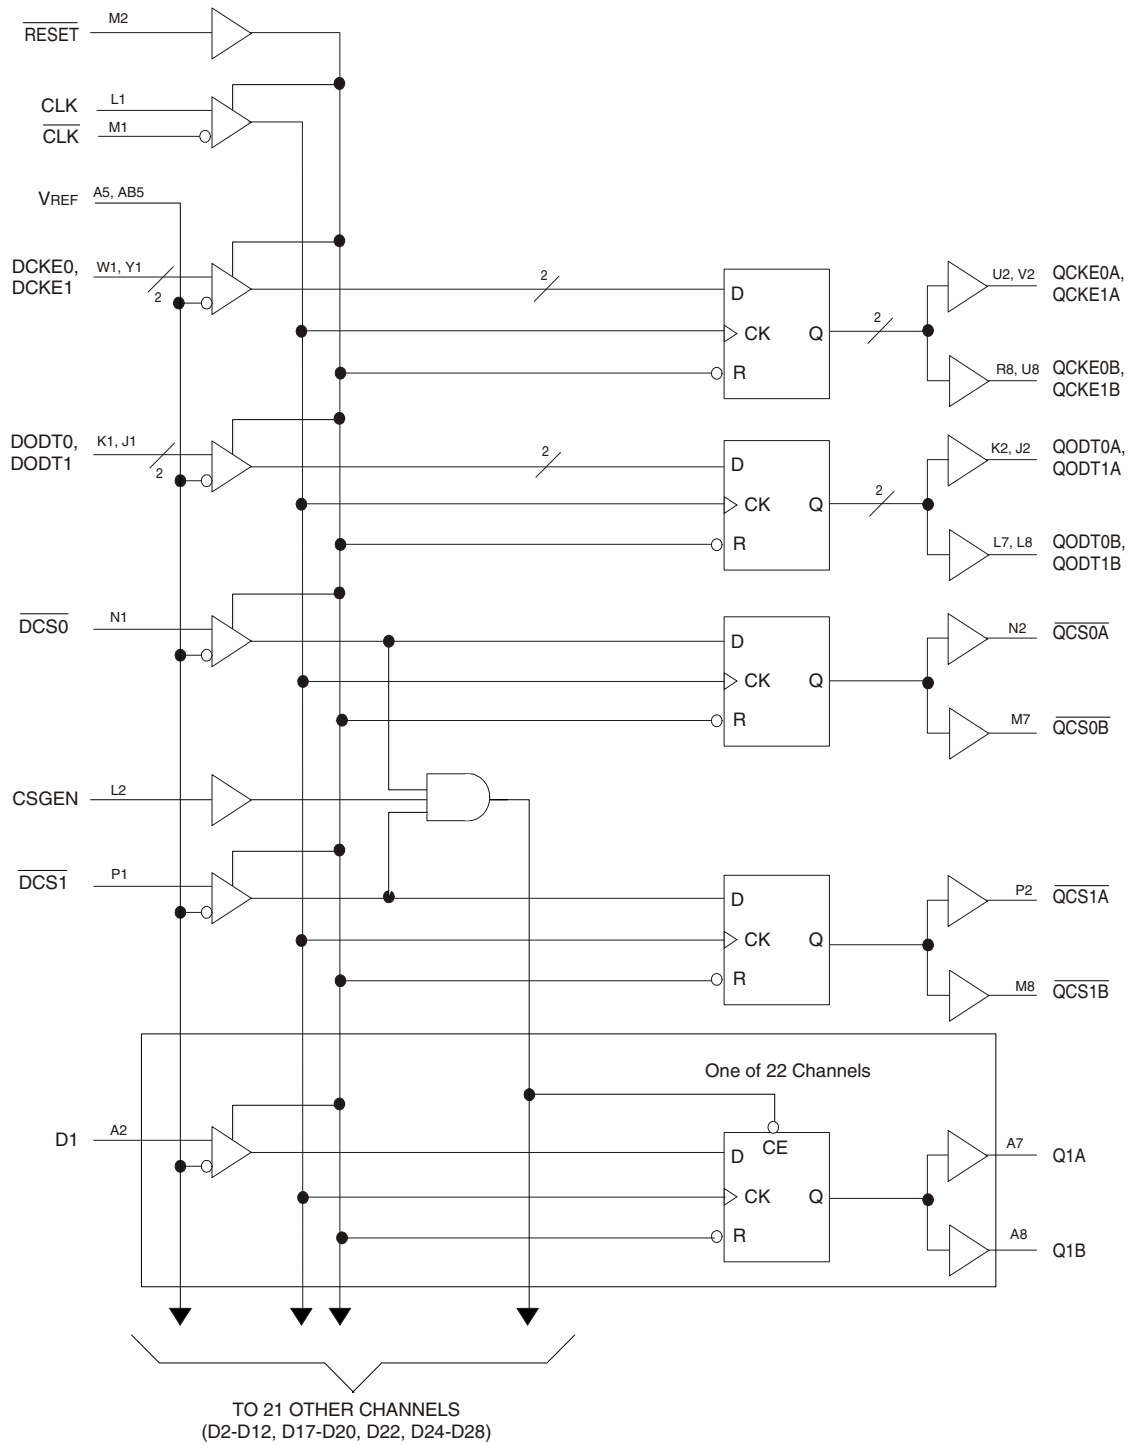 RESET M2
CLK L1
CLK M1
VREF A5, AB5
DCKE0, DCKE1 W1, Y1 2
2
D
CK Q
R
2
U2, V2 QCKE0A, QCKE1A
R8, U8 QCKE0B, QCKE1B
DODT0, DODT1 K1, J1 2
2
D
CK Q
R
2
K2, J2 QODT0A, QODT1A
L7, L8 QODT0B, QODT1B
DCS0 N1
D
CK Q
R
N2 QCS0A
M7 QCS0B
CSGEN L2
DCS1 P1
D
CK Q
R
P2 QCS1A
M8 QCS1B
One of 22 Channels
D1 A2
CE
D
CK Q
R
A7 Q1A
A8 Q1B
TO 21 OTHER CHANNELS
(D2-D12, D17-D20, D22, D24-D28)